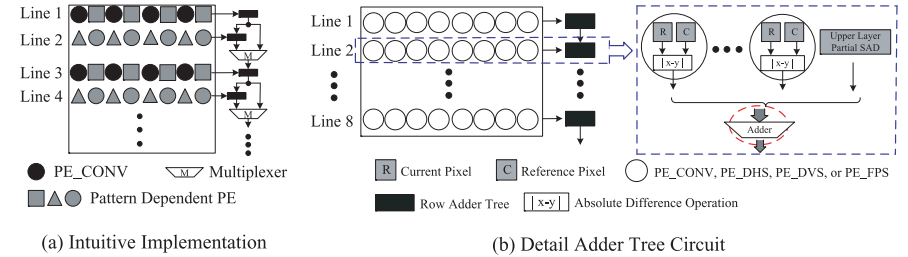 Line 1
Line 2
M
Line 3
Line 4
M
PE_CONV
M
Multiplexer
Pattern Dependent PE
(a) Intuitive Implementation
Line 1
Line 2
Line 8
R C
|x-y|
R C
|x-y|
Upper Layer
Partial SAD
Adder
R Current Pixel
C Reference Pixel
PE_CONV, PE_DHS, PE_DVS, or PE_FPS
Row Adder Tree
|x-y| Absolute Difference Operation
(b) Detail Adder Tree Circuit